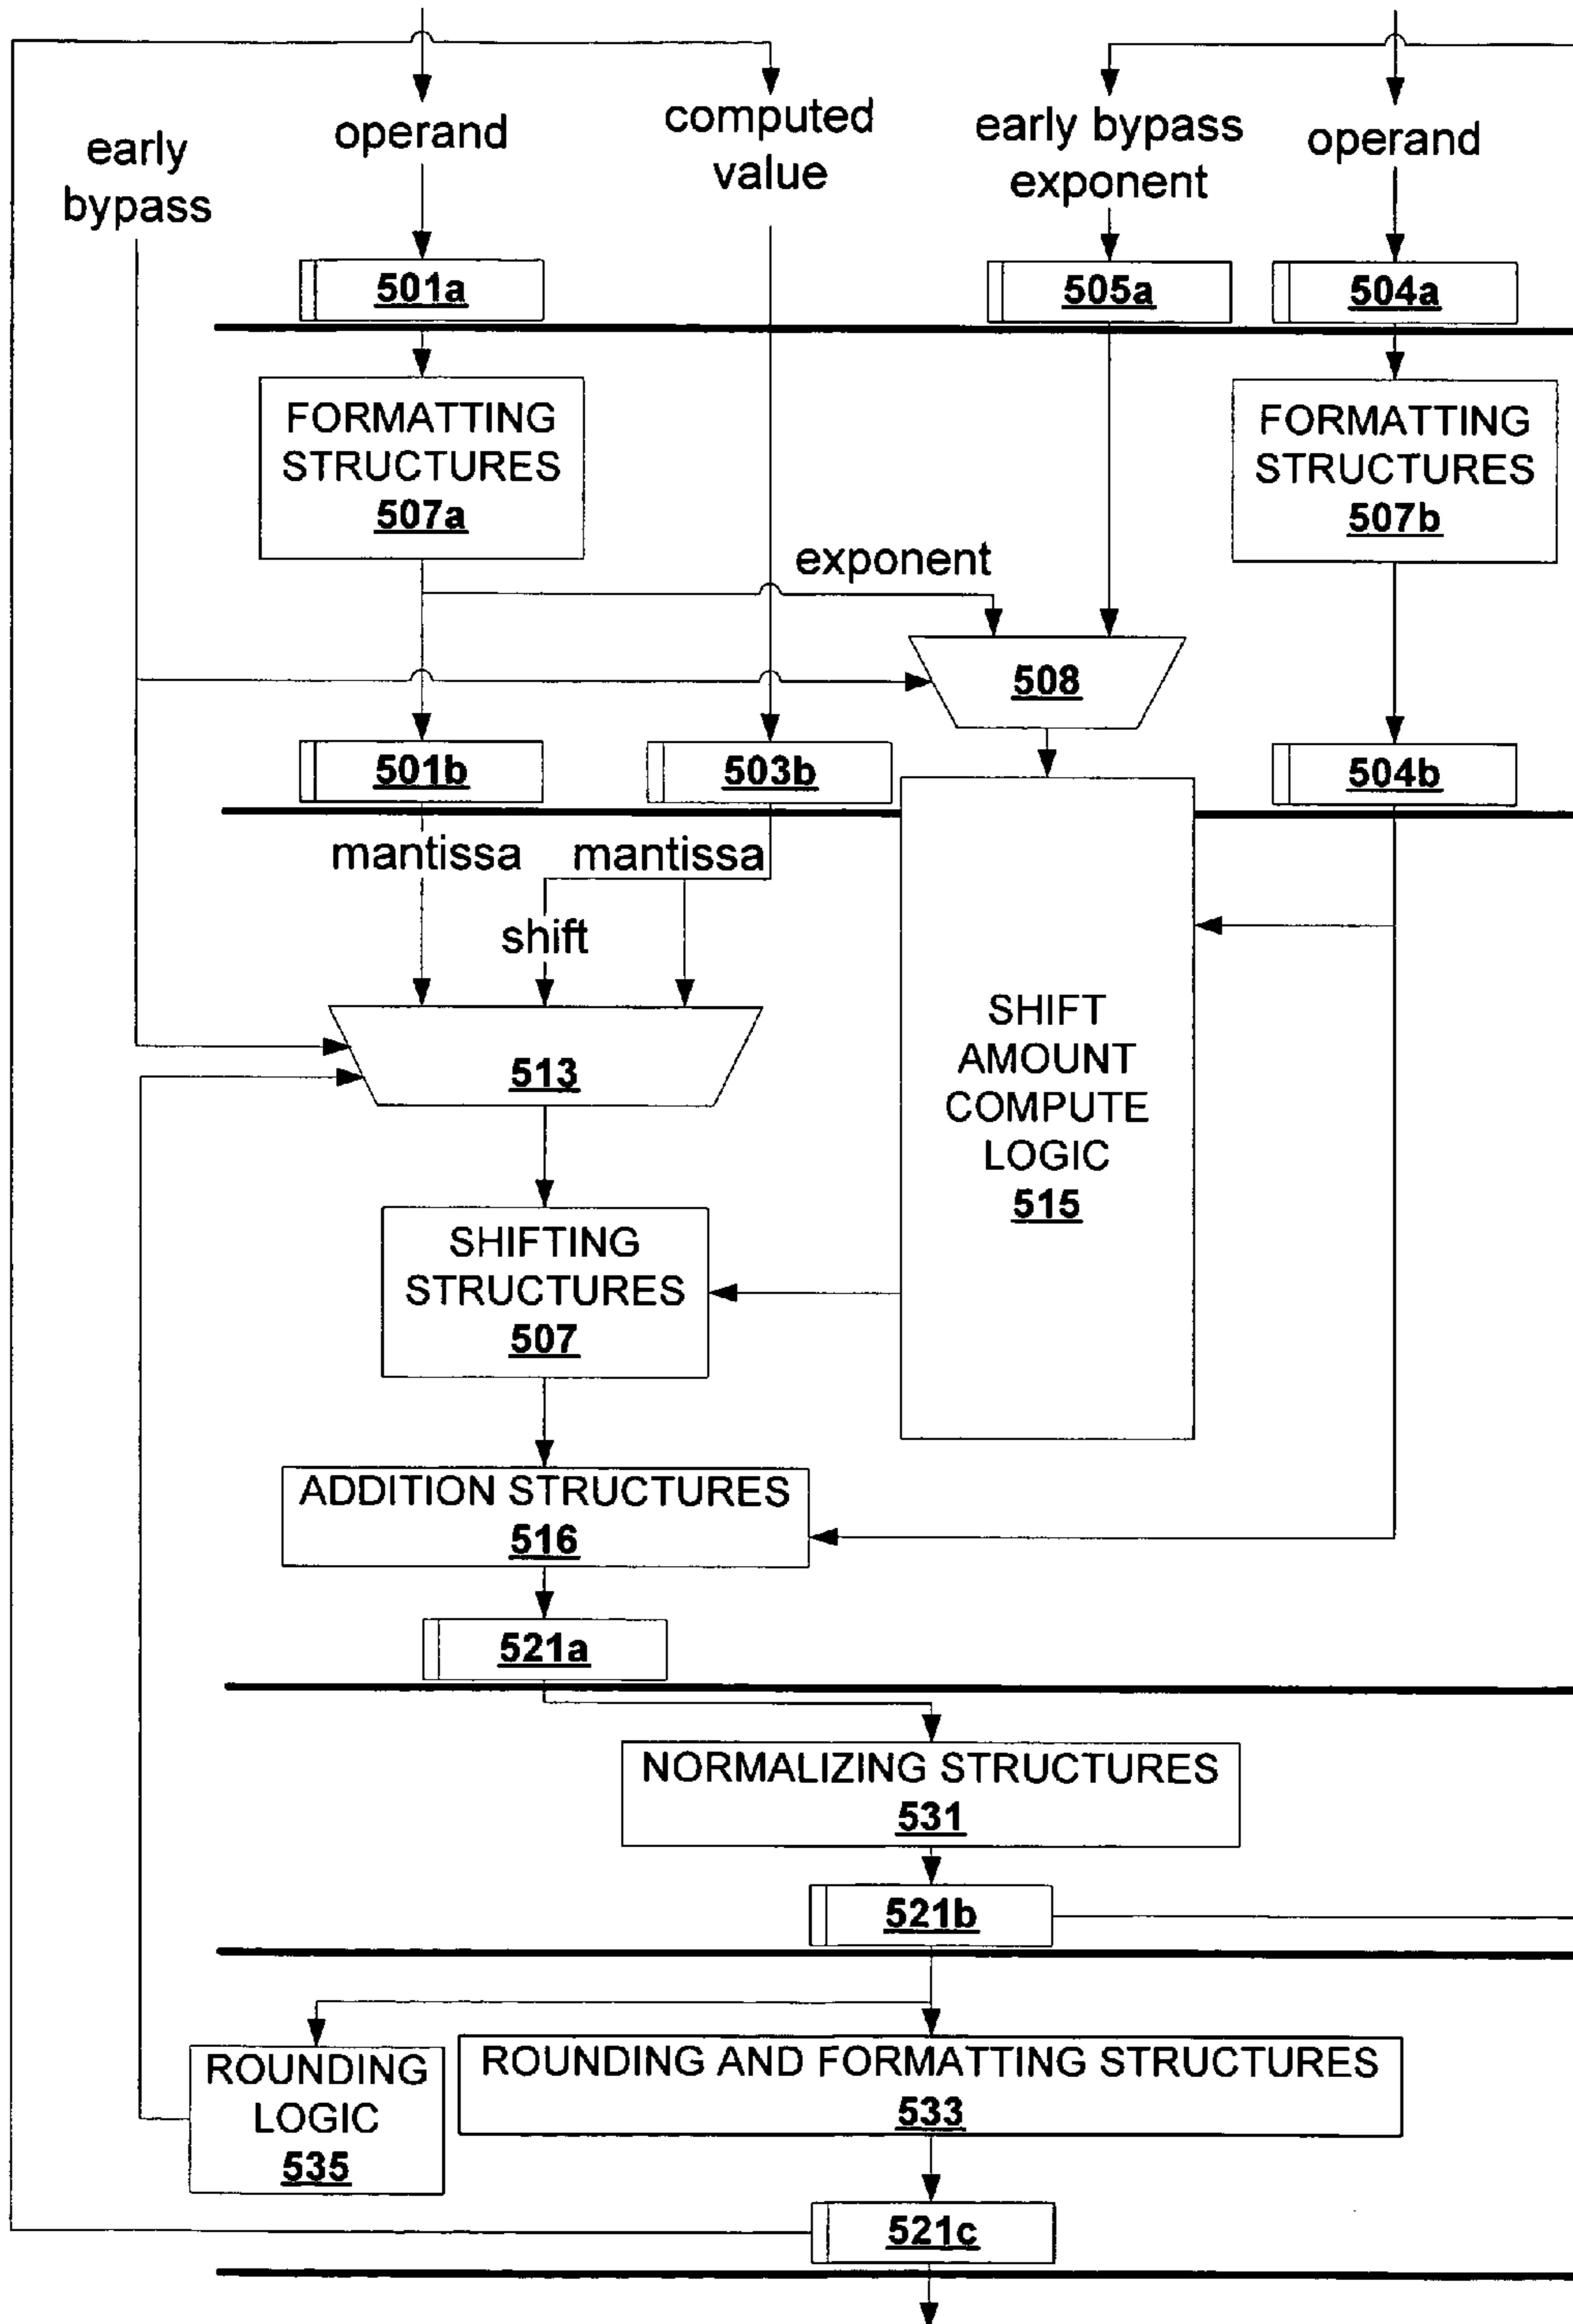 early
bypass
operand
computed
value
early bypass
exponent
operand
501a
505a
504a
FORMATTING
STRUCTURES
507a
FORMATTING
STRUCTURES
507b
exponent
508
501b
503b
504b
mantissa
mantissa
shift
513
SHIFT
AMOUNT
COMPUTE
LOGIC
515
SHIFTING
STRUCTURES
507
ADDITION STRUCTURES
516
521a
NORMALIZING STRUCTURES
531
521b
ROUNDING
LOGIC
535
ROUNDING AND FORMATTING STRUCTURES
533
521c